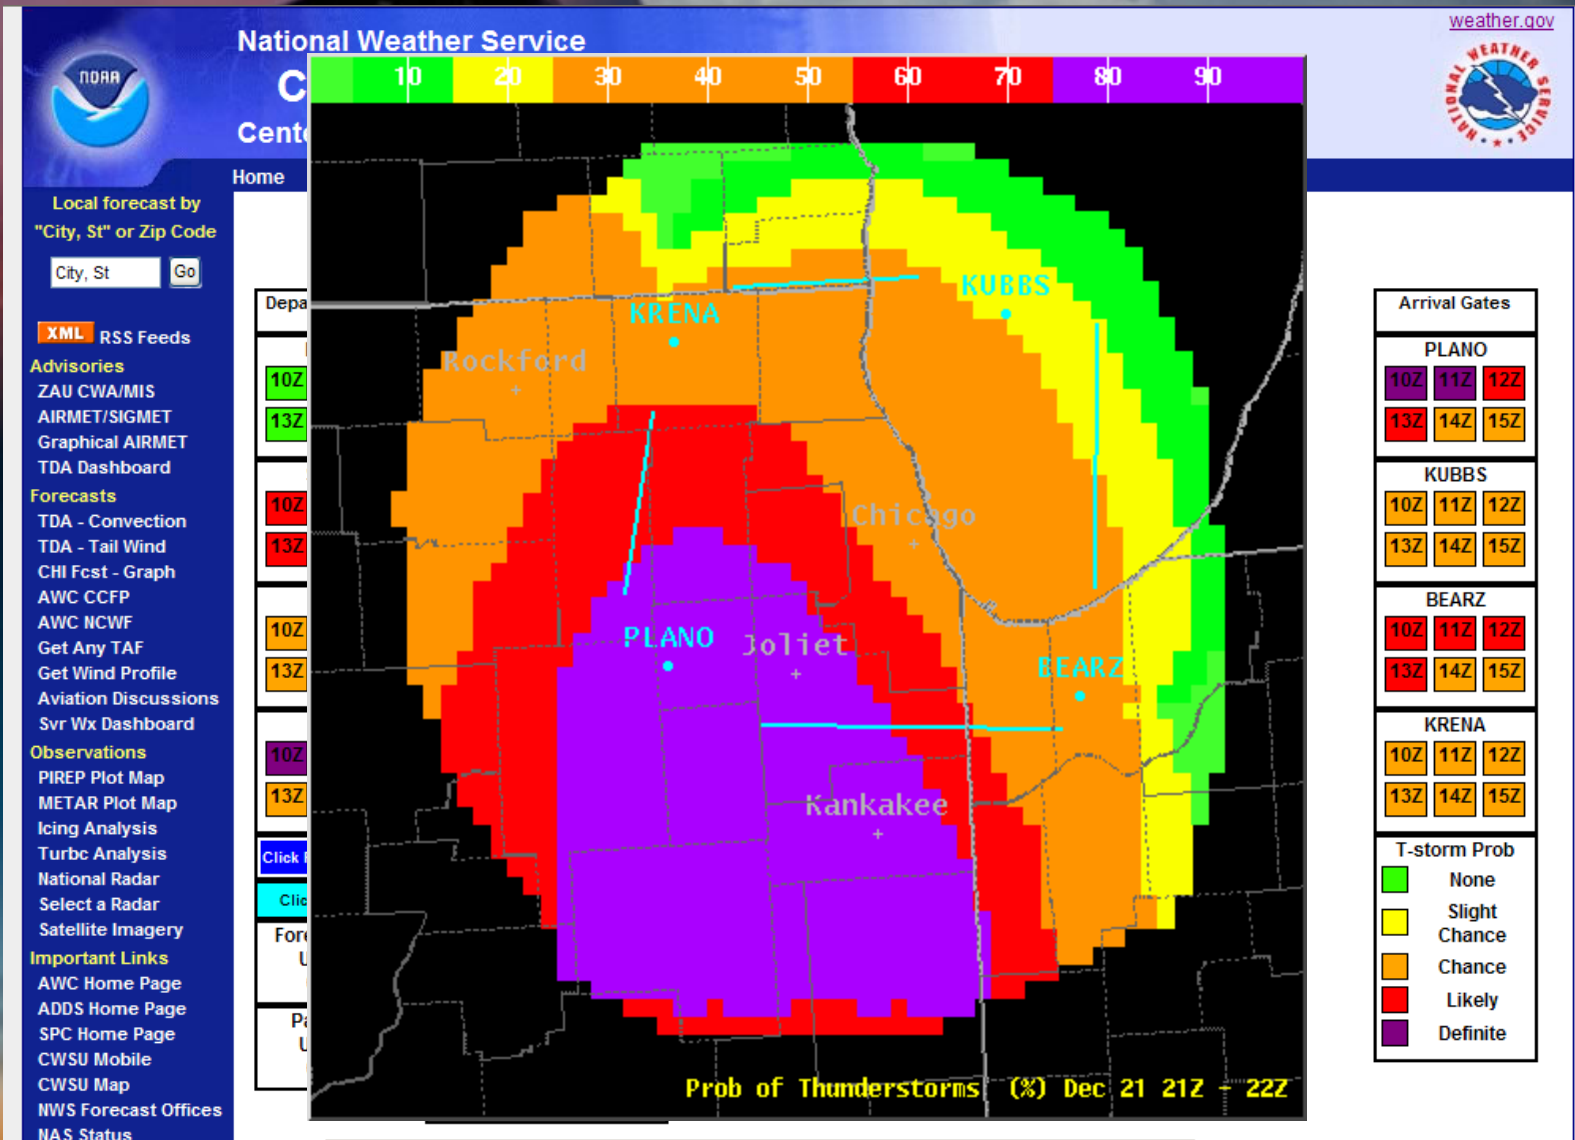 weather.gov
National Weather Service
NOAA
NATIONAL WEATHER SERVICE
C
Cente
10 20 30 40 50 60 70 80 90
Home
Local forecast by
"City, St" or Zip Code
City, St
Go
XML RSS Feeds
Advisories
ZAU CWA/MIS
AIRMET/SIGMET
Graphical AIRMET
TDA Dashboard
Forecasts
TDA - Convection
TDA - Tail Wind
CHI Fcst - Graph
AWC CCFP
AWC NCWF
Get Any TAF
Get Wind Profile
Aviation Discussions
Svr Wx Dashboard
Observations
PIREP Plot Map
METAR Plot Map
Icing Analysis
Turbc Analysis
National Radar
Select a Radar
Satellite Imagery
Important Links
AWC Home Page
ADDS Home Page
SPC Home Page
CWSU Mobile
CWSU Map
NWS Forecast Offices
NAS Status
Depa
10Z
13Z
10Z
13Z
10Z
13Z
10Z
13Z
Click
Clic
Fore
U
Pa
U
KUBBS
KRENA
Rockford
Chicago
PLANO
Joliet
BEARZ
Kankakee
Prob of Thunderstorms (%) Dec 21 21Z - 22Z
Arrival Gates
PLANO
10Z 11Z 12Z
13Z 14Z 15Z
KUBBS
10Z 11Z 12Z
13Z 14Z 15Z
BEARZ
10Z 11Z 12Z
13Z 14Z 15Z
KRENA
10Z 11Z 12Z
13Z 14Z 15Z
T-storm Prob
None
Slight
Chance
Chance
Likely
Definite